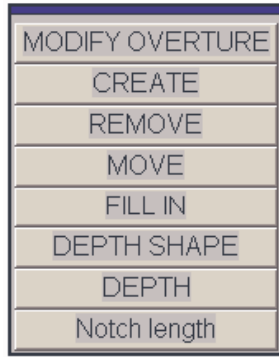 MODIFY OVERTURE
CREATE
REMOVE
MOVE
FILL IN
DEPTH SHAPE
DEPTH
Notch length